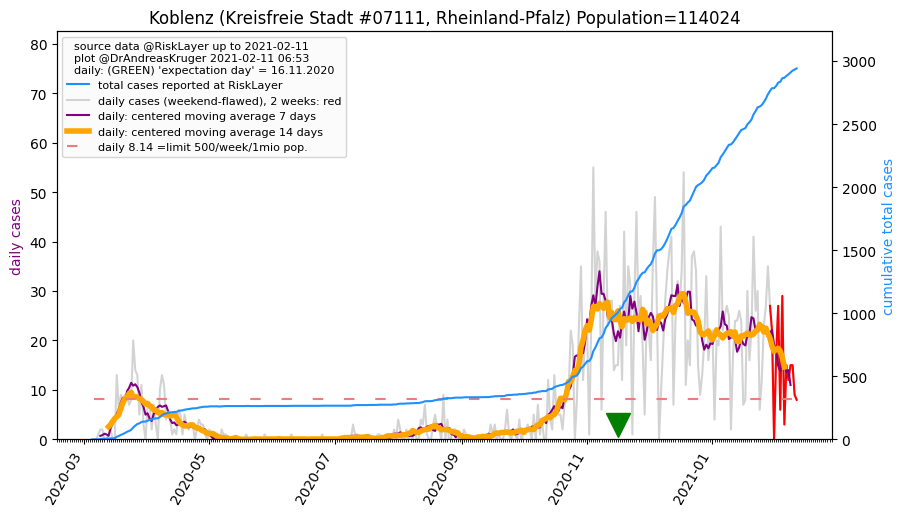 Koblenz (Kreisfreie Stadt #07111, Rheinland-Pfalz) Population=114024
source data @RiskLayer up to 2021-02-11
plot @DrAndreasKruger 2021-02-11 06:53
daily: (GREEN) 'expectation day' = 16.11.2020
total cases reported at RiskLayer
daily cases (weekend-flawed), 2 weeks: red
daily: centered moving average 7 days
daily: centered moving average 14 days
daily 8.14 =limit 500/week/1mio pop.
daily cases
80
70
60
50
40
30
20
10
0
cumulative total cases
3000
2500
2000
1500
1000
500
0
2020-03
2020-05
2020-07
2020-09
2020-11
2021-01